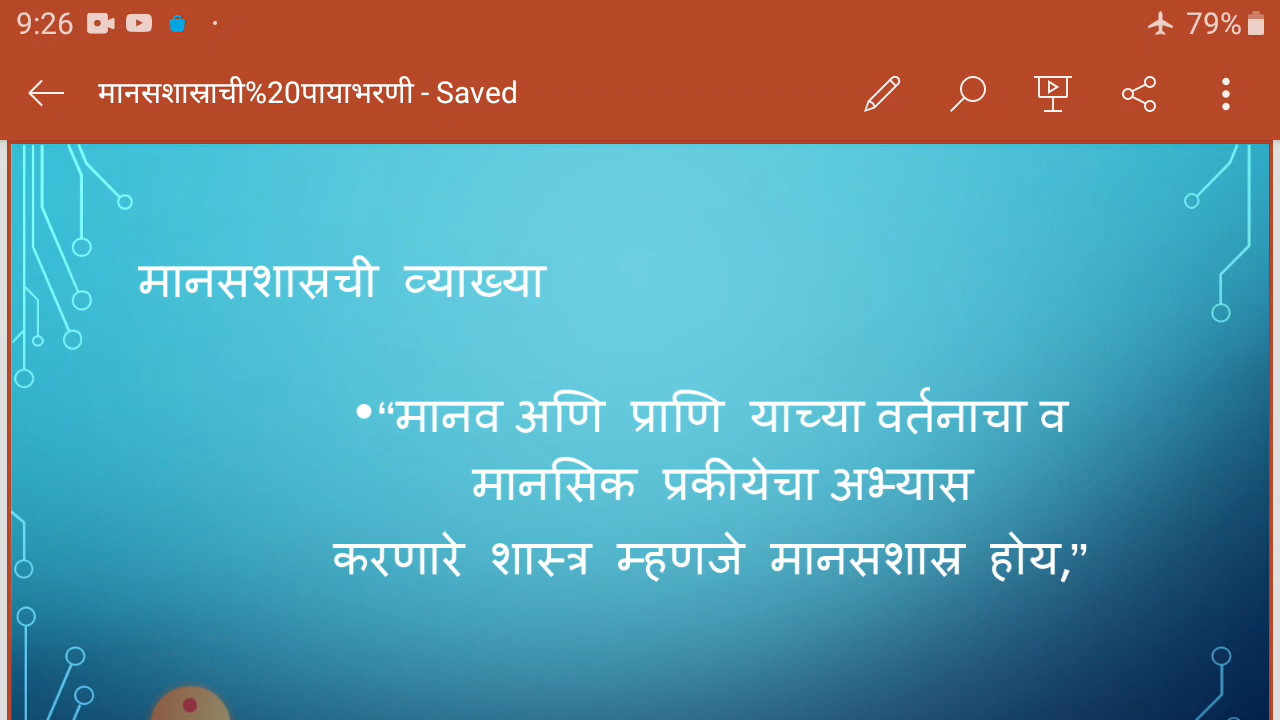 9:26
79%
मानसशास्राची%20पायाभरणी - Saved
मानसशास्रची व्याख्या
•“मानव अणि प्राणि याच्या वर्तनाचा व
मानसिक प्रकीयेचा अभ्यास
करणारे शास्त्र म्हणजे मानसशास्र होय,”